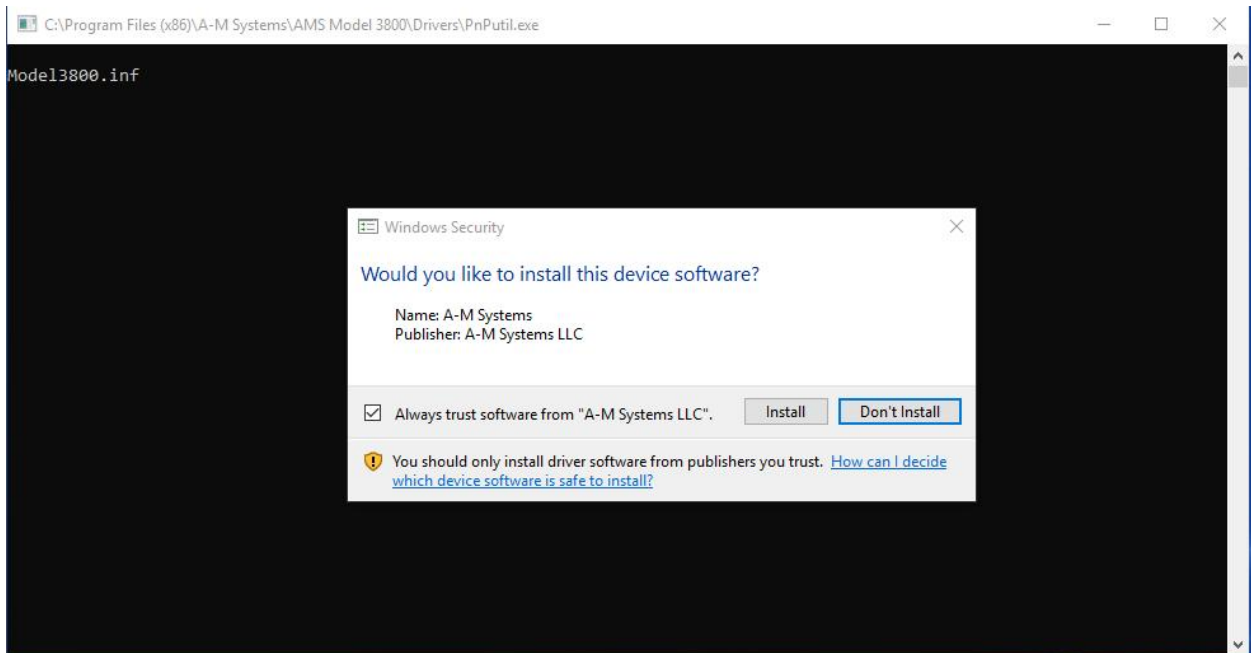 C:\Program Files (x86)\A-M Systems\AMS Model 3800\Drivers\PnPutil.exe
Model3800.inf
Windows Security
Would you like to install this device software?
Name: A-M Systems
Publisher: A-M Systems LLC
Always trust software from "A-M Systems LLC".
Install
Don't Install
You should only install driver software from publishers you trust. How can I decide
which device software is safe to install?